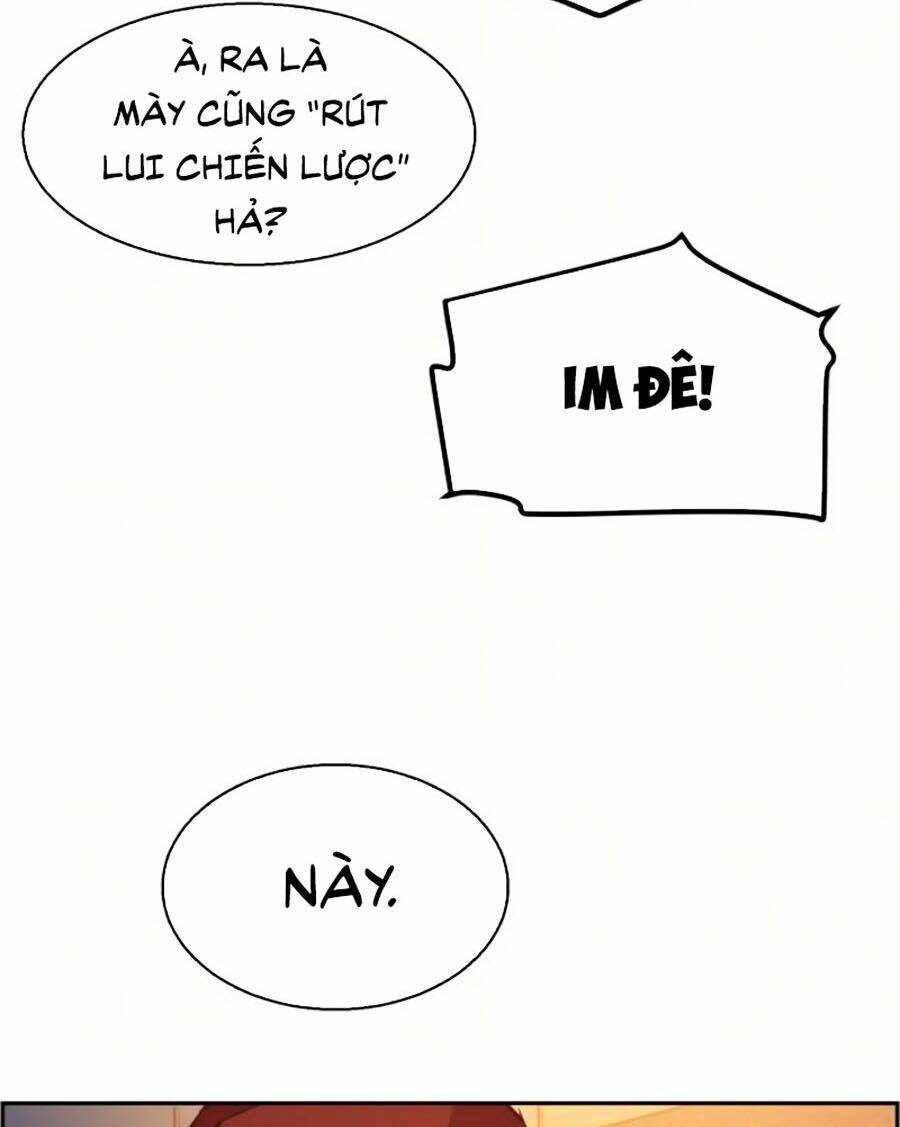 À, RA LÀ
MÀY CŨNG "RÚT
LUI CHIẾN LƯỢC"
HẢ?
IM ĐÊ!
NÀY.